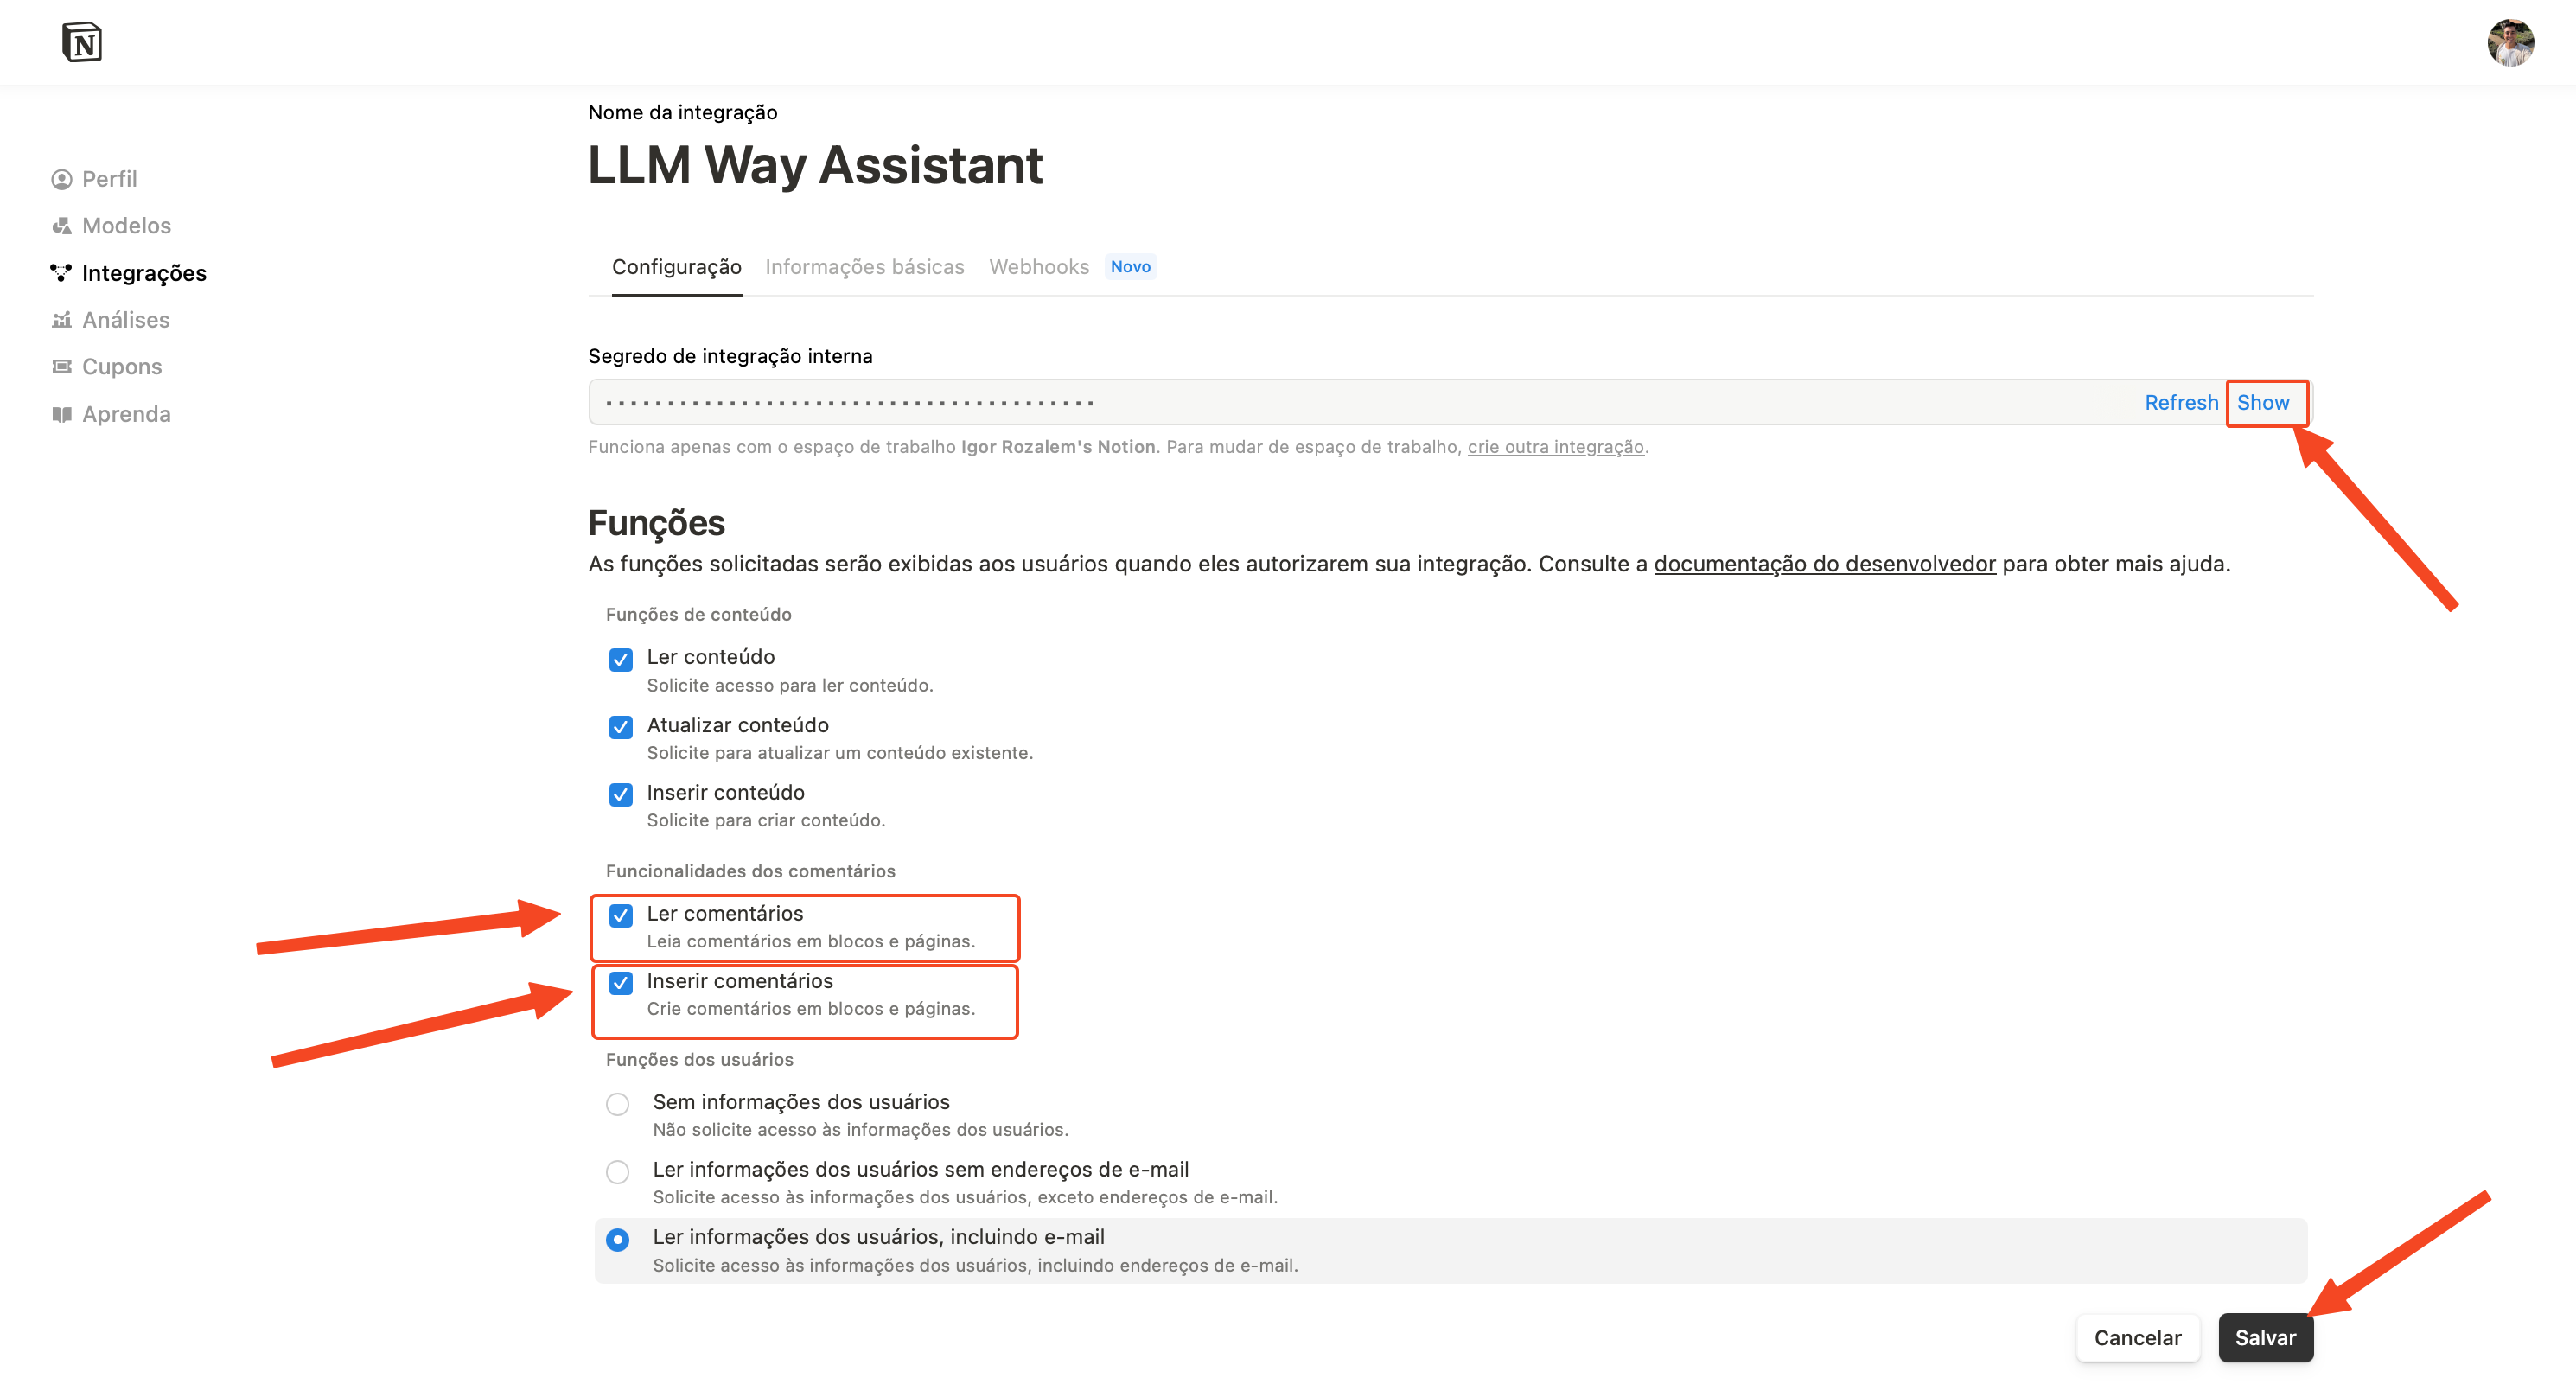 N
Nome da integração
LLM Way Assistant
Perfil
Modelos
Integrações
Análises
Cupons
Aprenda
Configuração Informações básicas Webhooks Novo
Segredo de integração interna
Refresh Show
Funciona apenas com o espaço de trabalho Igor Rozalem's Notion. Para mudar de espaço de trabalho, crie outra integração.
Funções
As funções solicitadas serão exibidas aos usuários quando eles autorizarem sua integração. Consulte a documentação do desenvolvedor para obter mais ajuda.
Funções de conteúdo
Ler conteúdo
Solicite acesso para ler conteúdo.
Atualizar conteúdo
Solicite para atualizar um conteúdo existente.
Inserir conteúdo
Solicite para criar conteúdo.
Funcionalidades dos comentários
Ler comentários
Leia comentários em blocos e páginas.
Inserir comentários
Crie comentários em blocos e páginas.
Funções dos usuários
Sem informações dos usuários
Não solicite acesso às informações dos usuários.
Ler informações dos usuários sem endereços de e-mail
Solicite acesso às informações dos usuários, exceto endereços de e-mail.
Ler informações dos usuários, incluindo e-mail
Solicite acesso às informações dos usuários, incluindo endereços de e-mail.
Cancelar Salvar